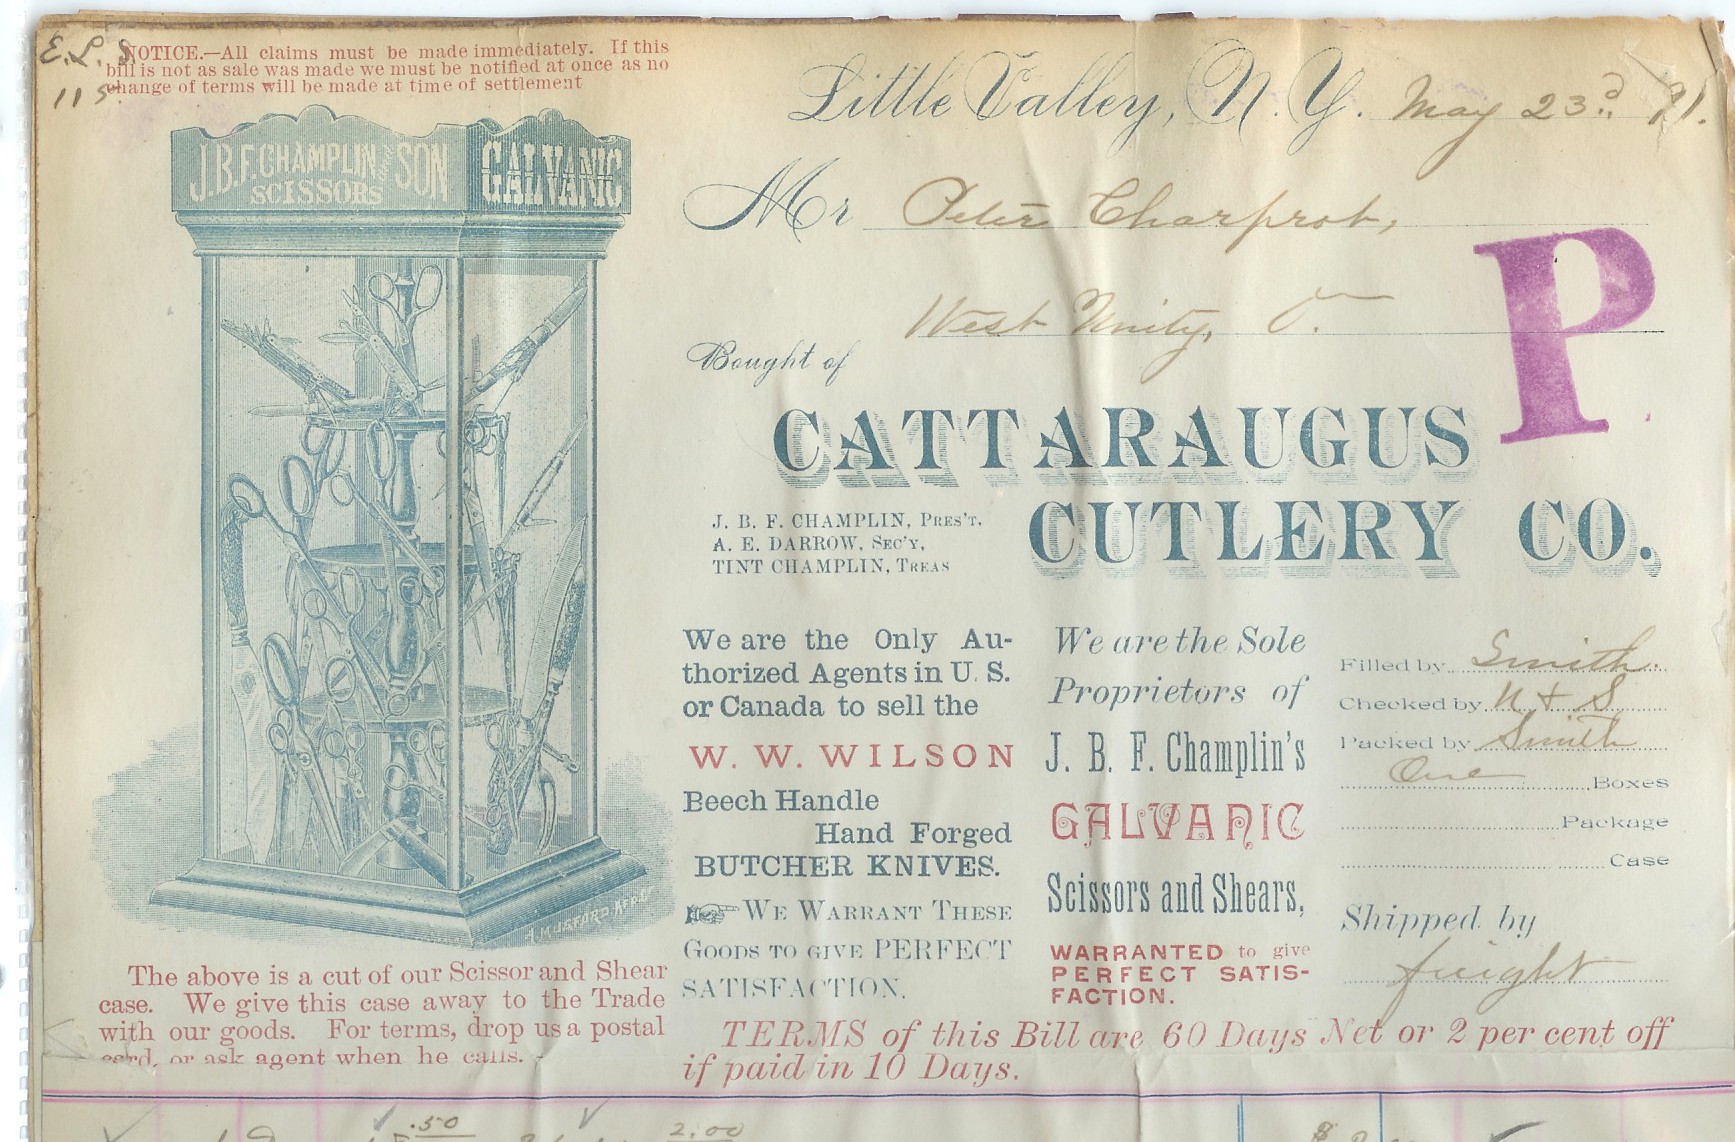 E. L. S.
115.
NOTICE.—All claims must be made immediately. If this
bill is not as sale was made we must be notified at once as no
change of terms will be made at time of settlement
J.B.F. CHAMPLIN SON
SCISSORS
GALVANIC
A. MUGFORD
The above is a cut of our Scissor and Shear
case. We give this case away to the Trade
with our goods. For terms, drop us a postal
card, or ask agent when he calls.
Little Valley, N. Y. May 23d 91.
Mr Peter Charprot,
West Unity, O.
P
Bought of
CATTARAUGUS
CUTLERY CO.
J. B. F. CHAMPLIN, PRES'T.
A. E. DARROW, SEC'Y,
TINT CHAMPLIN, TREAS
We are the Only Au-
thorized Agents in U. S.
or Canada to sell the
W. W. WILSON
Beech Handle
Hand Forged
BUTCHER KNIVES.
WE WARRANT THESE
GOODS TO GIVE PERFECT
SATISFACTION.
We are the Sole
Proprietors of
J. B. F. Champlin's
GALVANIC
Scissors and Shears,
WARRANTED to give
PERFECT SATIS-
FACTION.
Filled by Smith.
Checked by N & S
Packed by Smith
One Boxes
Package
Case
Shipped by
freight
TERMS of this Bill are 60 Days Net or 2 per cent off
if paid in 10 Days.
.50 2.00